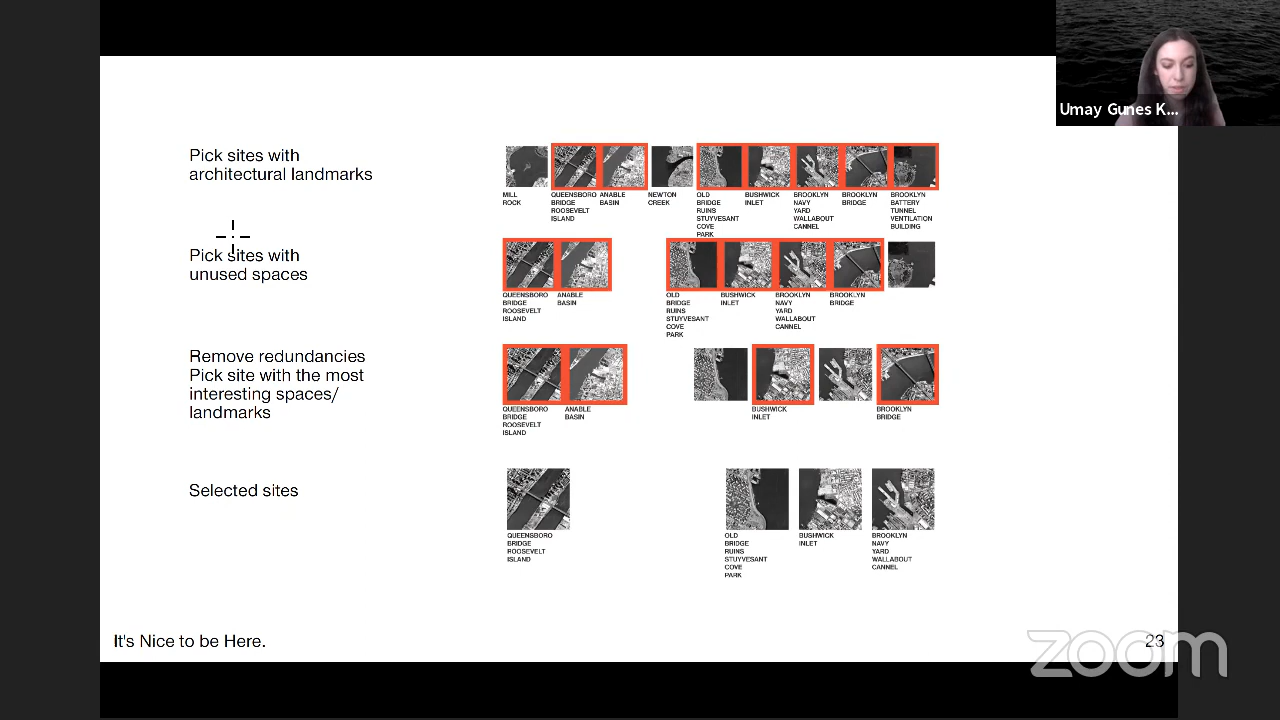 Umay Gunes K...
Pick sites with
architectural landmarks
MILL
ROCK
QUEENSBORO
BRIDGE
ROOSEVELT
ISLAND
ANABLE
BASIN
NEWTON
CREEK
OLD
BRIDGE
RUINS
STUYVESANT
COVE
PARK
BUSHWICK
INLET
BROOKLYN
NAVY
YARD
WALLABOUT
CANNEL
BROOKLYN
BRIDGE
BROOKLYN
BATTERY
TUNNEL
VENTILATION
BUILDING
Pick sites with
unused spaces
QUEENSBORO
BRIDGE
ROOSEVELT
ISLAND
ANABLE
BASIN
OLD
BRIDGE
RUINS
STUYVESANT
COVE
PARK
BUSHWICK
INLET
BROOKLYN
NAVY
YARD
WALLABOUT
CANNEL
BROOKLYN
BRIDGE
Remove redundancies
Pick site with the most
interesting spaces/
landmarks
QUEENSBORO
BRIDGE
ROOSEVELT
ISLAND
ANABLE
BASIN
BUSHWICK
INLET
BROOKLYN
BRIDGE
Selected sites
QUEENSBORO
BRIDGE
ROOSEVELT
ISLAND
OLD
BRIDGE
RUINS
STUYVESANT
COVE
PARK
BUSHWICK
INLET
BROOKLYN
NAVY
YARD
WALLABOUT
CANNEL
It's Nice to be Here.
23
zoom